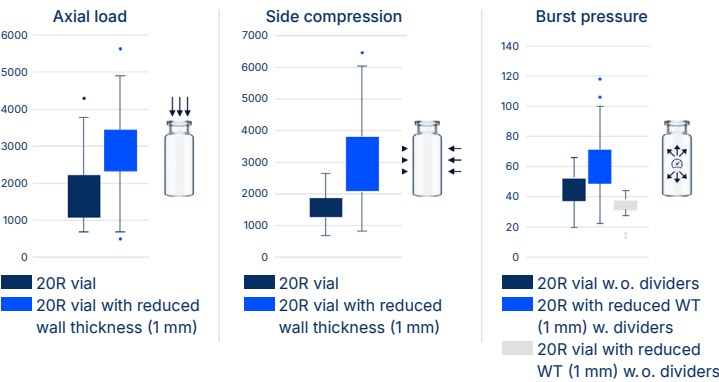 Axial load
6000
5000
4000
3000
2000
1000
0
20R vial
20R vial with reduced
wall thickness (1 mm)
Side compression
7000
6000
5000
4000
3000
2000
1000
0
20R vial
20R vial with reduced
wall thickness (1 mm)
Burst pressure
140
120
100
80
60
40
20
0
20R vial w.o. dividers
20R with reduced WT
(1 mm) w. dividers
20R vial with reduced
WT (1 mm) w.o. dividers